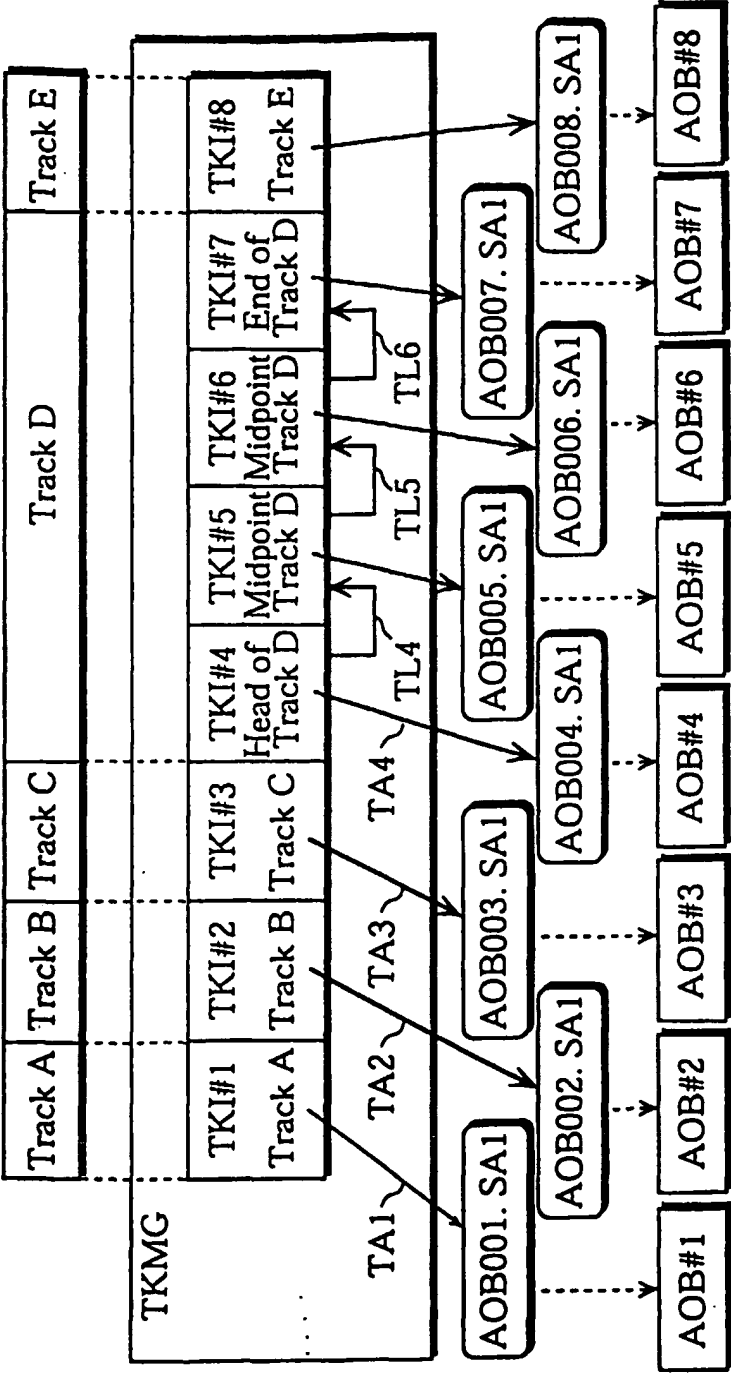 Track A
Track B
Track C
Track D
Track E
TKMG
TKI#1
Track A
TKI#2
Track B
TKI#3
Track C
TKI#4
Head of
Track D
TKI#5
Midpoint
Track D
TKI#6
Midpoint
Track D
TKI#7
End of
Track D
TKI#8
Track E
TL4
TL5
TL6
TA1
TA2
TA3
TA4
AOB001. SA1
AOB003. SA1
AOB005. SA1
AOB007. SA1
AOB002. SA1
AOB004. SA1
AOB006. SA1
AOB008. SA1
AOB#1
AOB#2
AOB#3
AOB#4
AOB#5
AOB#6
AOB#7
AOB#8